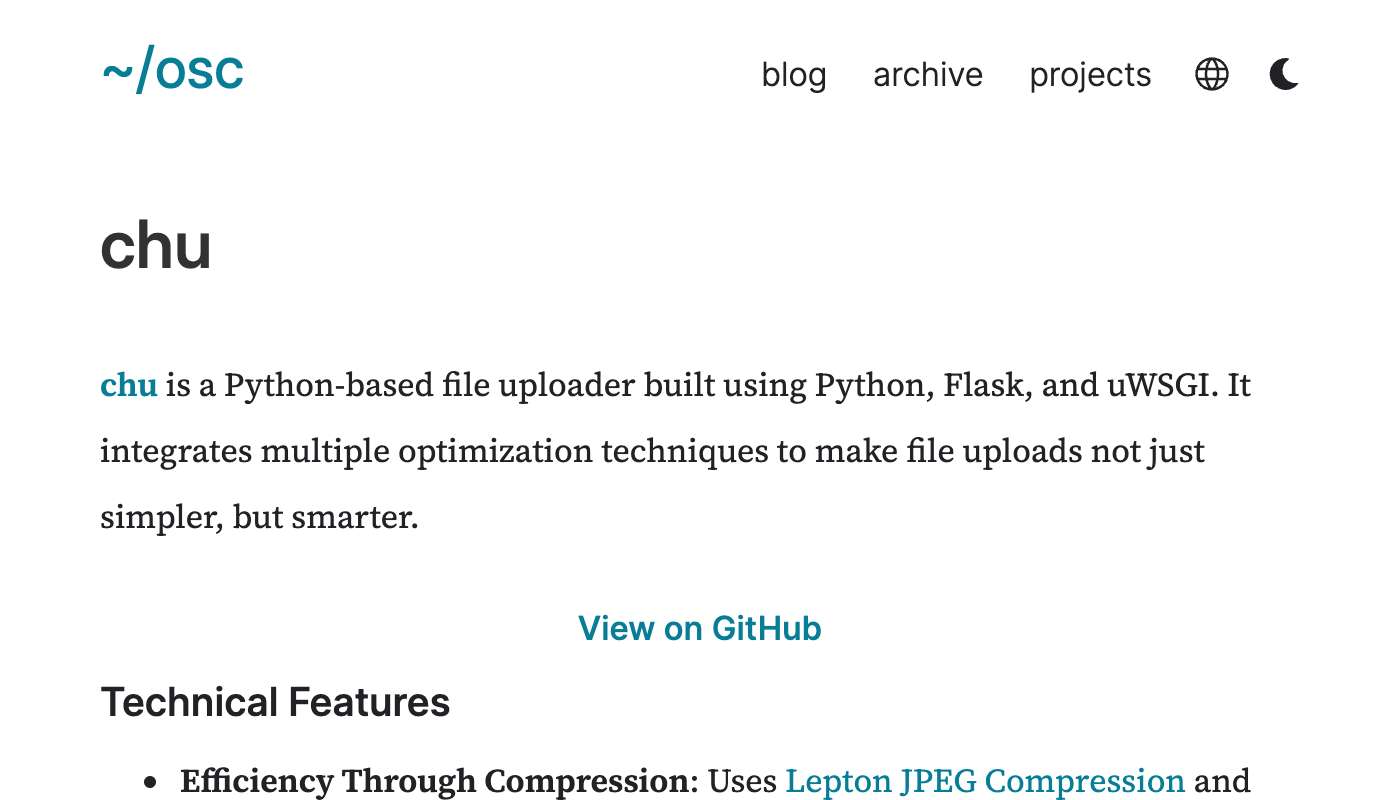 ~/osc
blog archive projects
chu
chu is a Python-based file uploader built using Python, Flask, and uWSGI. It
integrates multiple optimization techniques to make file uploads not just
simpler, but smarter.
View on GitHub
Technical Features
• Efficiency Through Compression: Uses Lepton JPEG Compression and